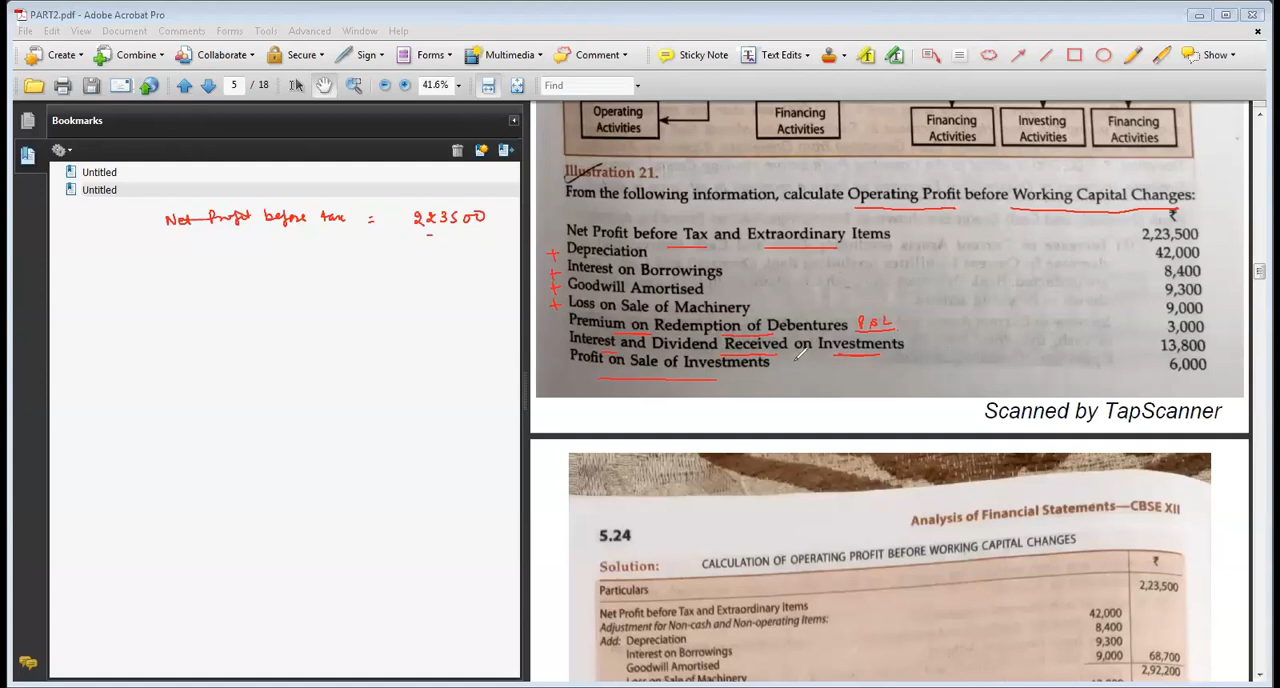 PART2.pdf - Adobe Acrobat Pro
File Edit View Document Comments Forms Tools Advanced Window Help
Create Combine Collaborate Secure Sign Forms Multimedia Comment Sticky Note Text Edits Show
5 / 18 41.6% Find
Bookmarks
Untitled
Untitled
Net Profit before tax = 223500
Operating Activities
Financing Activities
Financing Activities
Investing Activities
Financing Activities
Illustration 21.
From the following information, calculate Operating Profit before Working Capital Changes:
₹
Net Profit before Tax and Extraordinary Items 2,23,500
+ Depreciation 42,000
+ Interest on Borrowings 8,400
+ Goodwill Amortised 9,300
+ Loss on Sale of Machinery 9,000
Premium on Redemption of Debentures P&L 3,000
Interest and Dividend Received on Investments 13,800
Profit on Sale of Investments 6,000
Scanned by TapScanner
Analysis of Financial Statements—CBSE XII
5.24
Solution: CALCULATION OF OPERATING PROFIT BEFORE WORKING CAPITAL CHANGES
Particulars ₹
Net Profit before Tax and Extraordinary Items 2,23,500
Adjustment for Non-cash and Non-operating Items:
Add: Depreciation 42,000
Interest on Borrowings 8,400
Goodwill Amortised 9,300
Loss on Sale of Machinery 9,000 68,700
2,92,200